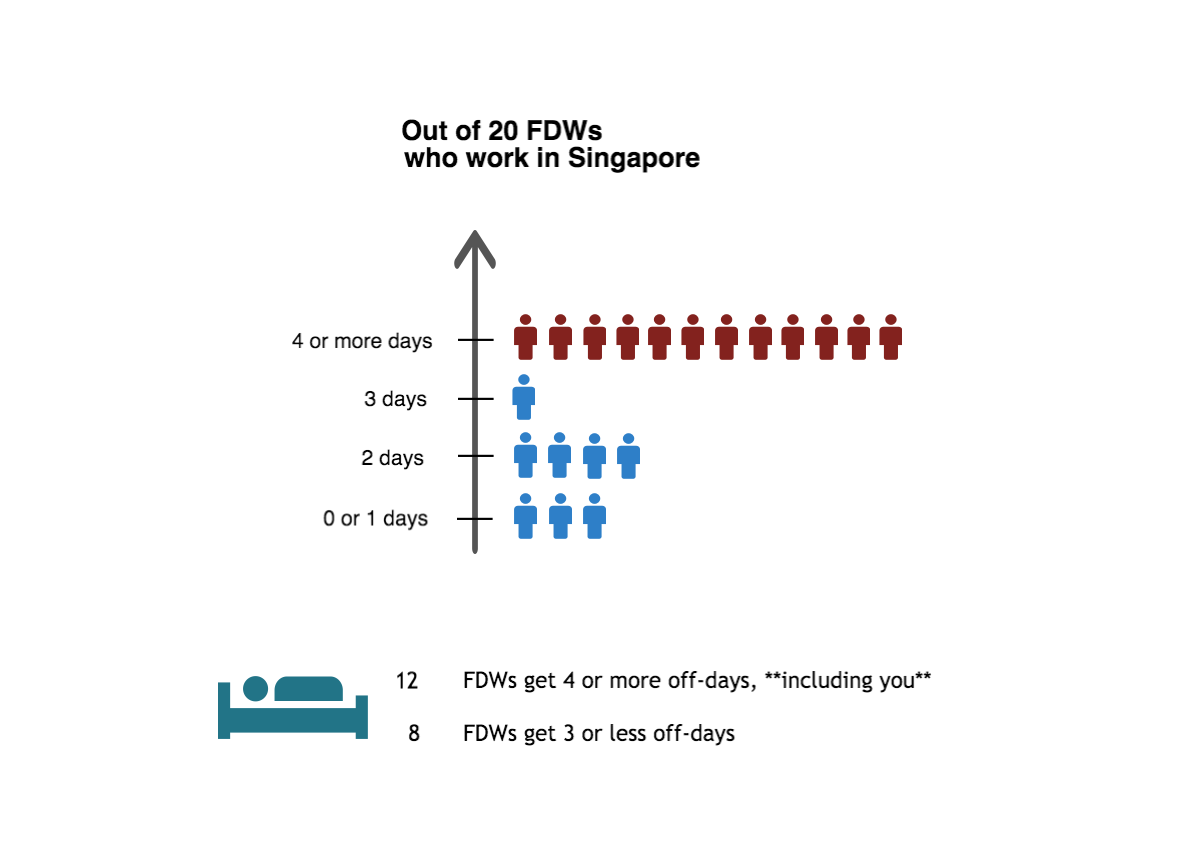 Out of 20 FDWs
who work in Singapore
4 or more days
3 days
2 days
0 or 1 days
12 FDWs get 4 or more off-days, **including you**
8 FDWs get 3 or less off-days